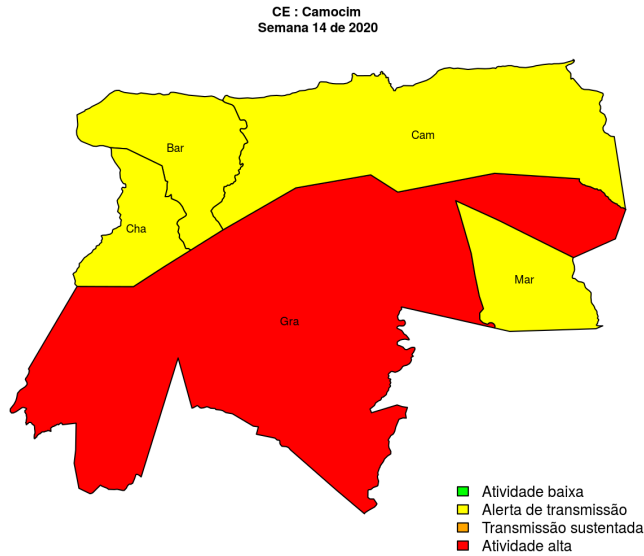 CE : Camocim
Semana 14 de 2020
Bar
Cam
Cha
Mar
Gra
Atividade baixa
Alerta de transmissão
Transmissão sustentada
Atividade alta